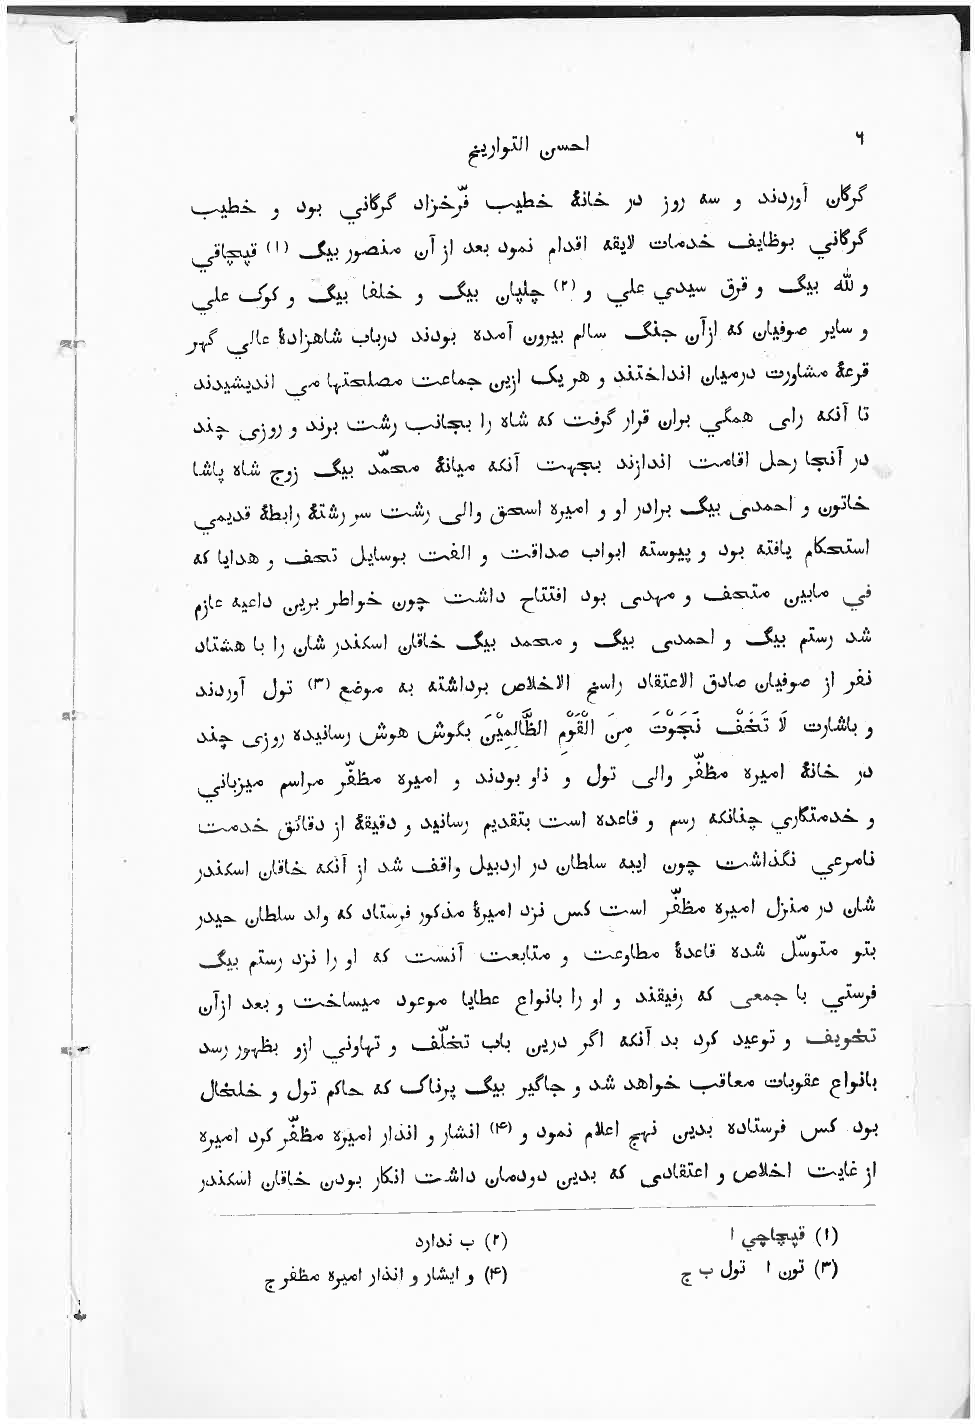 ۶
احسن التواریخ
گرگان آوردند و سه روز در خانهٔ خطیب فرّخزاد گرگاني بود و خطیب
گرگاني بوظایف خدمات لایقه اقدام نمود بعد از آن منصور بیگ (۱) قپچاقي
و لله بیگ و قرق سیدي علي و (۲) چلپان بیگ و خلفا بیگ و کوک علي
و سایر صوفیان که ازآن جنگ سالم بیرون آمده بودند درباب شاهزادهٔ عالي گهر
قرعهٔ مشاورت درمیان انداختند و هر یک ازین جماعت مصلحتها مي اندیشیدند
تا آنکه رای همگي بران قرار گرفت که شاه را بجانب رشت برند و روزی چند
در آنجا رحل اقامت اندازند بجهت آنکه میانهٔ محمّد بیگ زوج شاه پاشا
خاتون و احمدی بیگ برادر او و امیره اسحق والی رشت سر رشتهٔ رابطهٔ قدیمي
استحکام یافته بود و پیوسته ابواب صداقت و الفت بوسایل تحف و هدایا که
في مابین متحف و مهدی بود افتتاح داشت چون خواطر برین داعیه عازم
شد رستم بیگ و احمدی بیگ و محمد بیگ خاقان اسکندر شان را با هشتاد
نفر از صوفیان صادق الاعتقاد راسخ الاخلاص برداشته به موضع (۳) تول آوردند
و باشارت لَا تَخَفْ نَجَوْتَ مِنَ الْقَوْمِ الظَّالِمِيْنَ بگوش هوش رسانیده روزی چند
در خانهٔ امیره مظفّر والی تول و ناو بودند و امیره مظفّر مراسم میزباني
و خدمتگاري چنانکه رسم و قاعده است بتقدیم رسانید و دقیقهٔ از دقائق خدمت
نامرعي نگذاشت چون ایبه سلطان در اردبیل واقف شد از آنکه خاقان اسکندر
شان در منزل امیره مظفّر است کس نزد امیرهٔ مذکور فرستاد که ولد سلطان حیدر
بتو متوسّل شده قاعدهٔ مطاوعت و متابعت آنست که او را نزد رستم بیگ
فرستي با جمعی که رفیقند و او را بانواع عطایا موعود میساخت و بعد ازآن
تخویف و توعید کرد بد آنکه اگر درین باب تخلّف و تهاوني ازو بظهور رسد
بانواع عقوبات معاقب خواهد شد و جاگیر بیگ پرناک که حاکم تول و خلخال
بود کس فرستاده بدین نهج اعلام نمود و (۴) انشار و انذار امیره مظفّر کرد امیره
از غایت اخلاص و اعتقادی که بدین دودمان داشت انکار بودن خاقان اسکندر
(۱) قپچاچي ا
(۲) ب ندارد
(۳) تون ا تول ب ج
(۴) و ایشار و انذار امیره مظفر ج